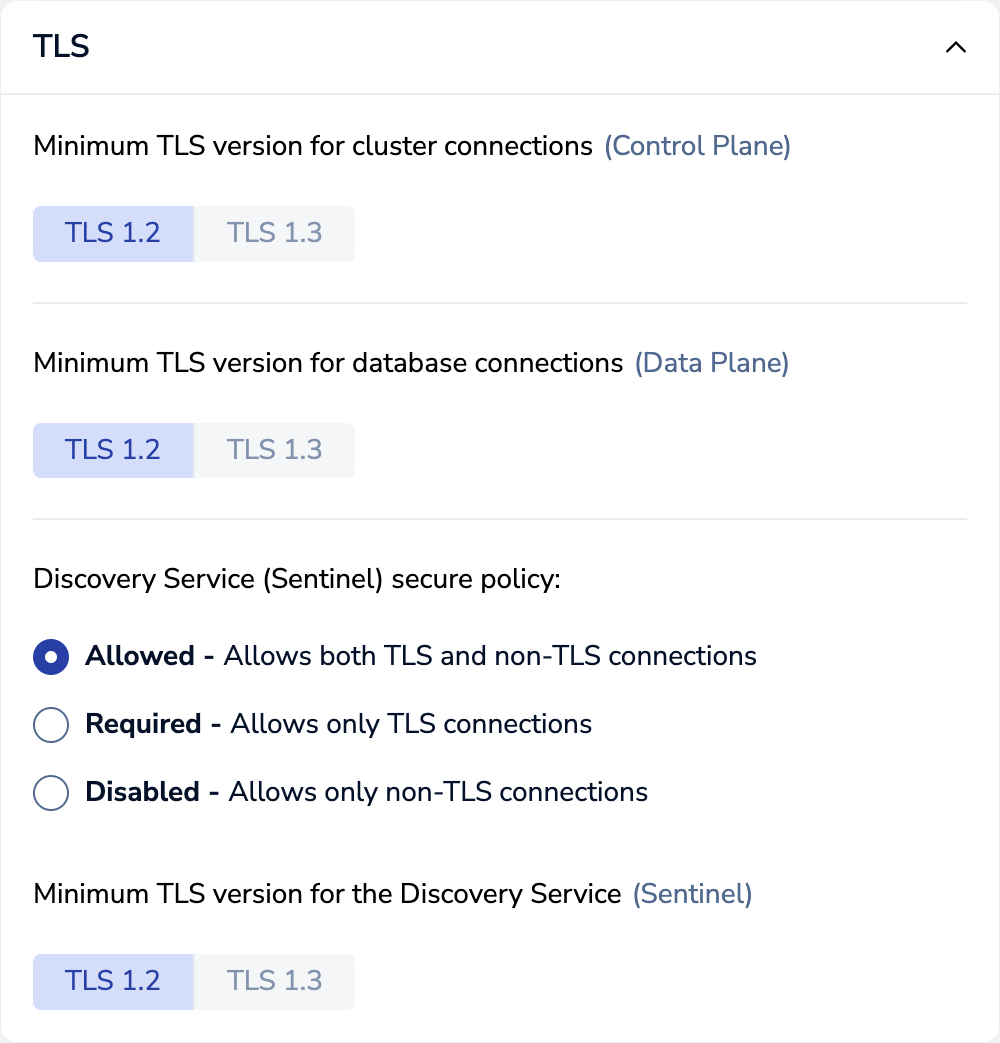 TLS
Minimum TLS version for cluster connections (Control Plane)
TLS 1.2 TLS 1.3
Minimum TLS version for database connections (Data Plane)
TLS 1.2 TLS 1.3
Discovery Service (Sentinel) secure policy:
Allowed - Allows both TLS and non-TLS connections
Required - Allows only TLS connections
Disabled - Allows only non-TLS connections
Minimum TLS version for the Discovery Service (Sentinel)
TLS 1.2 TLS 1.3